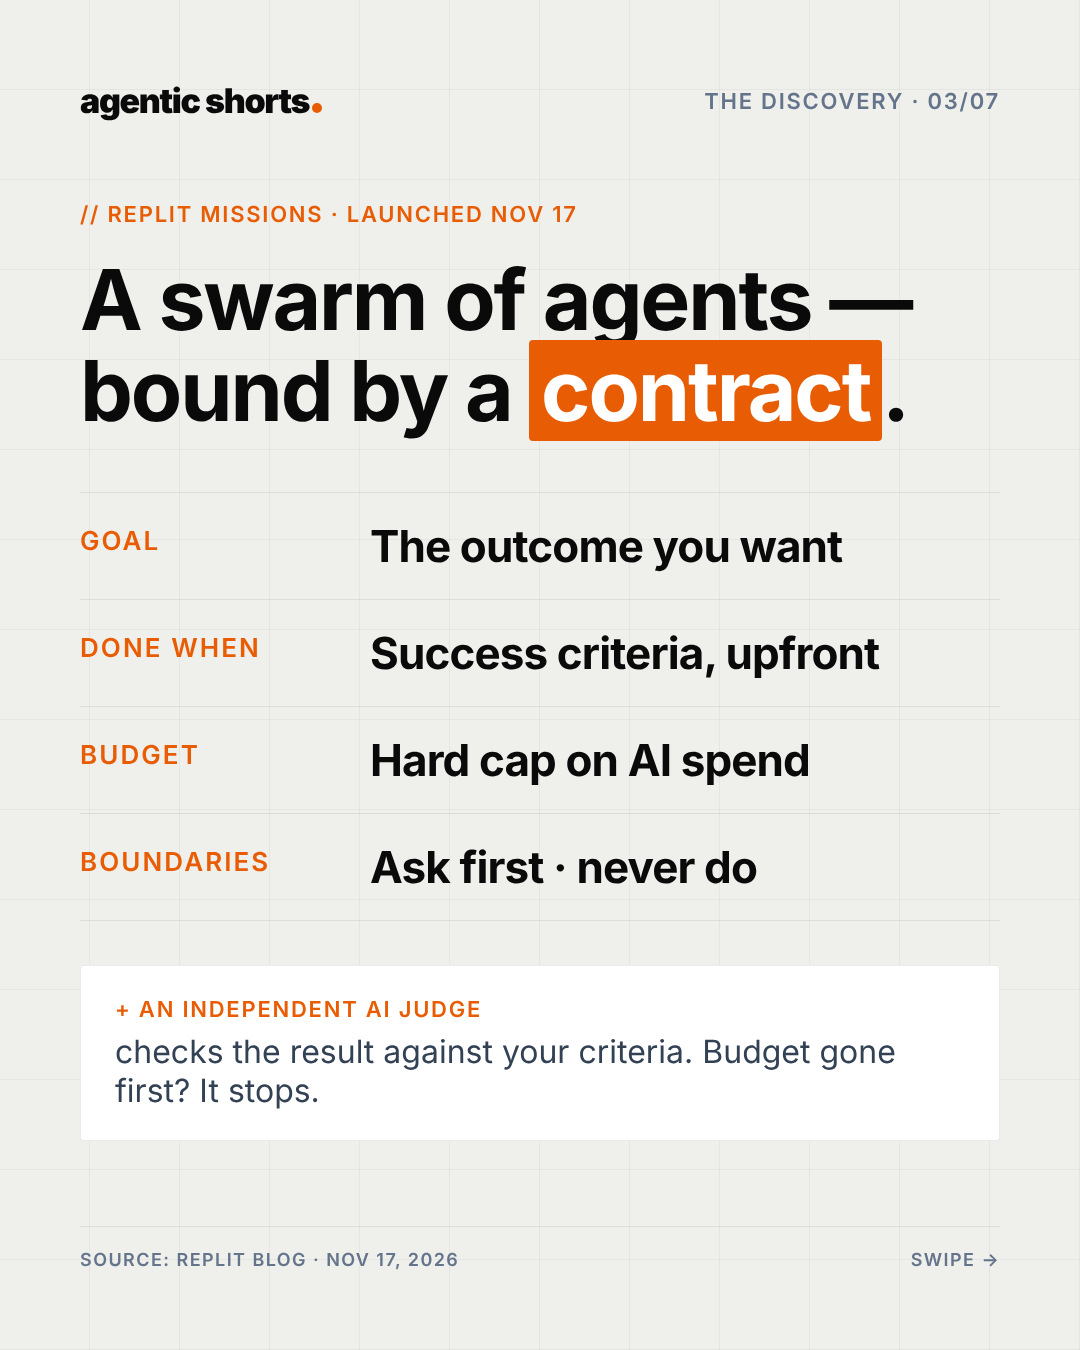 agentic shorts.
THE DISCOVERY · 03/07
// REPLIT MISSIONS · LAUNCHED NOV 17
A swarm of agents —
bound by a contract.
GOAL
The outcome you want
DONE WHEN
Success criteria, upfront
BUDGET
Hard cap on AI spend
BOUNDARIES
Ask first · never do
+ AN INDEPENDENT AI JUDGE
checks the result against your criteria. Budget gone
first? It stops.
SOURCE: REPLIT BLOG · NOV 17, 2026
SWIPE →